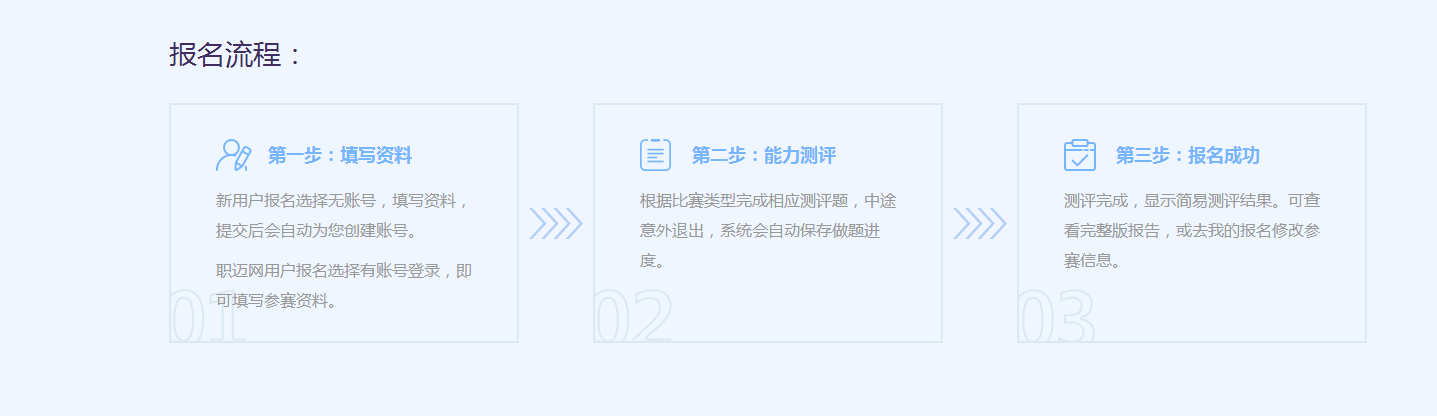 报名流程：
第一步：填写资料
新用户报名选择无账号，填写资料，
提交后会自动为您创建账号。
职迈网用户报名选择有账号登录，即
可填写参赛资料。
01
第二步：能力测评
根据比赛类型完成相应测评题，中途
意外退出，系统会自动保存做题进
度。
02
第三步：报名成功
测评完成，显示简易测评结果。可查
看完整版报告，或去我的报名修改参
赛信息。
03